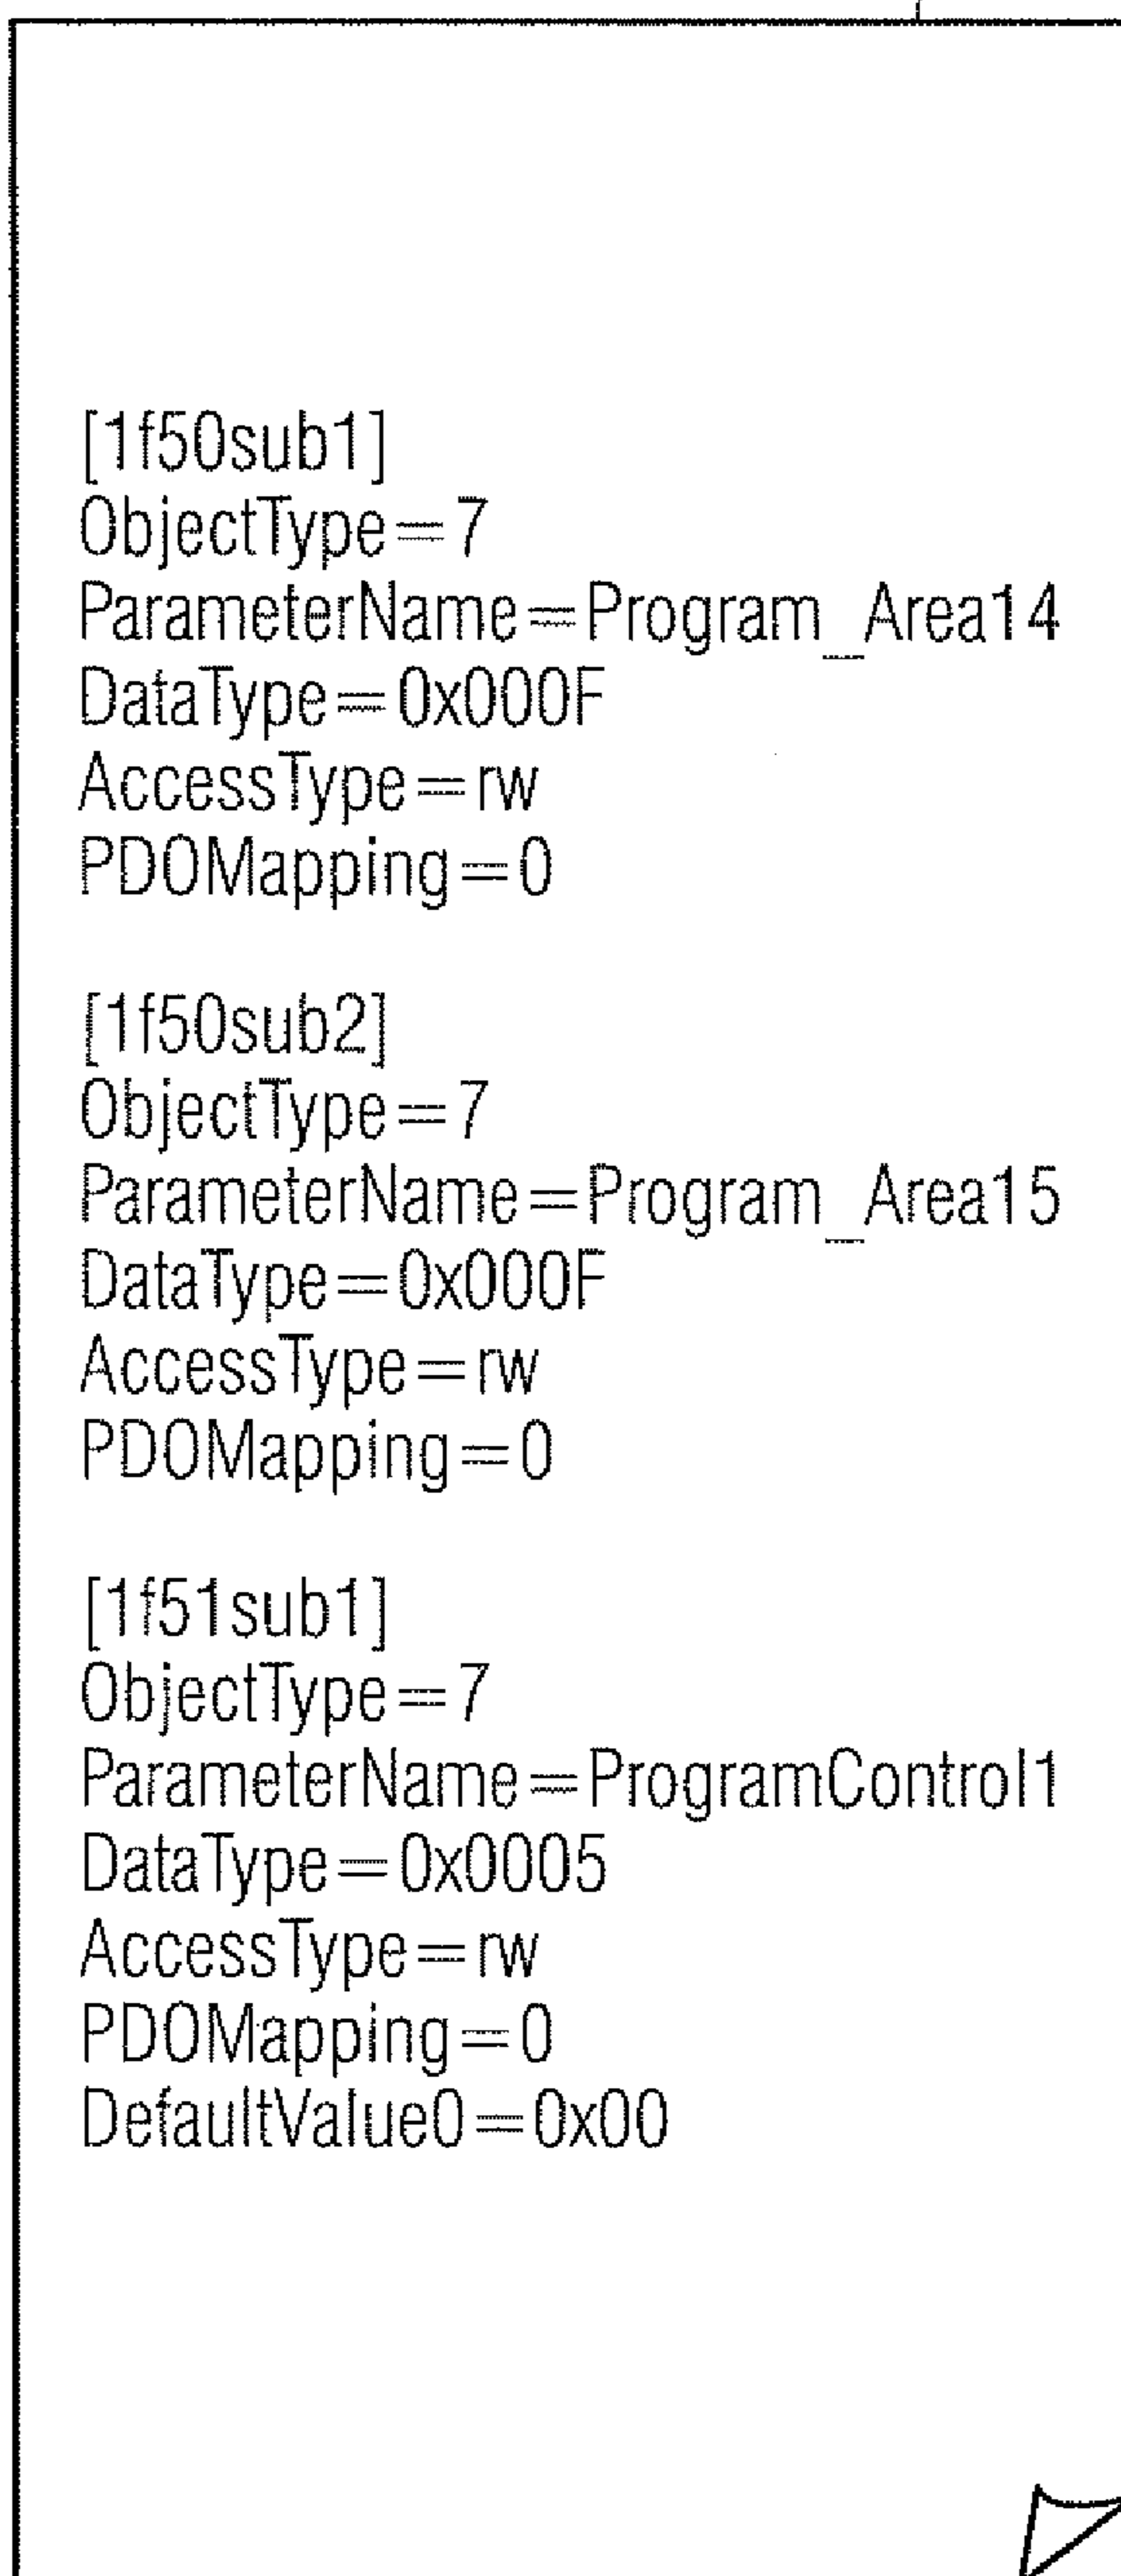 [1f50sub1]
ObjectType=7
ParameterName=Program_Area14
DataType=0x000F
AccessType=rw
PDOMapping=0
[1f50sub2]
ObjectType=7
ParameterName=Program_Area15
DataType=0x000F
AccessType=rw
PDOMapping=0
[1f51sub1]
ObjectType=7
ParameterName=ProgramControl1
DataType=0x0005
AccessType=rw
PDOMapping=0
DefaultValue0=0x00